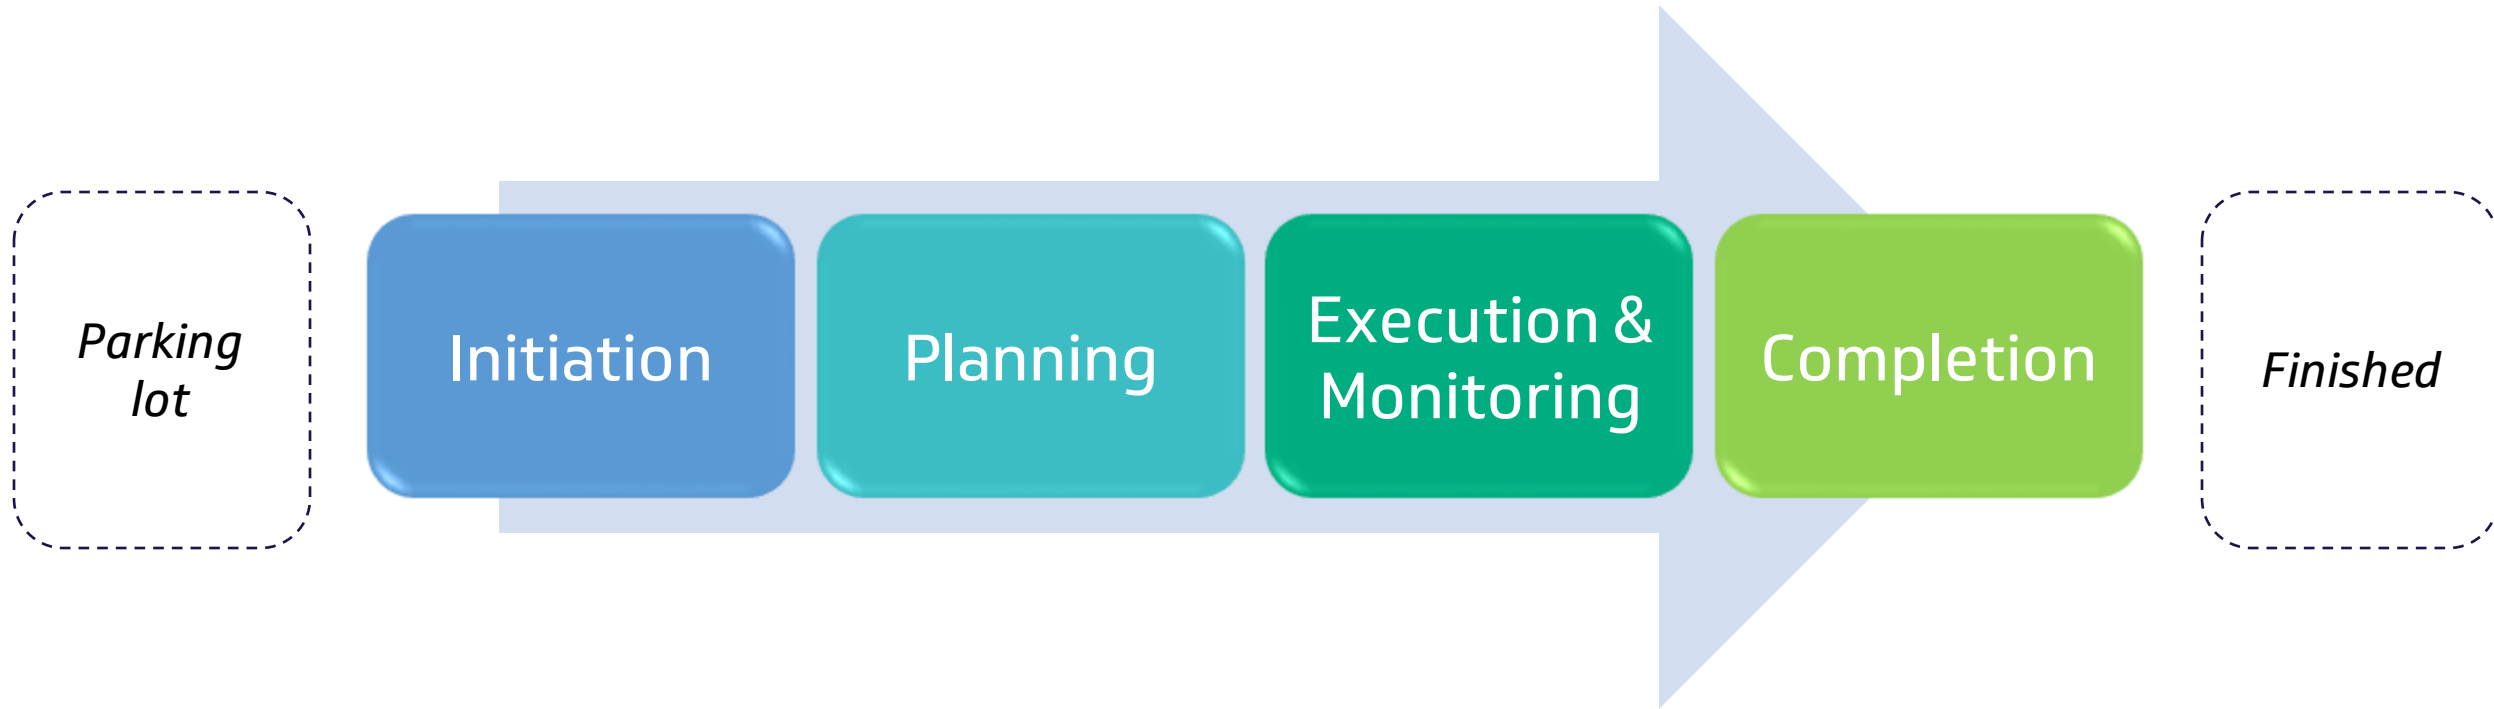 Parking
lot
Initiation
Planning
Execution &
Monitoring
Completion
Finished